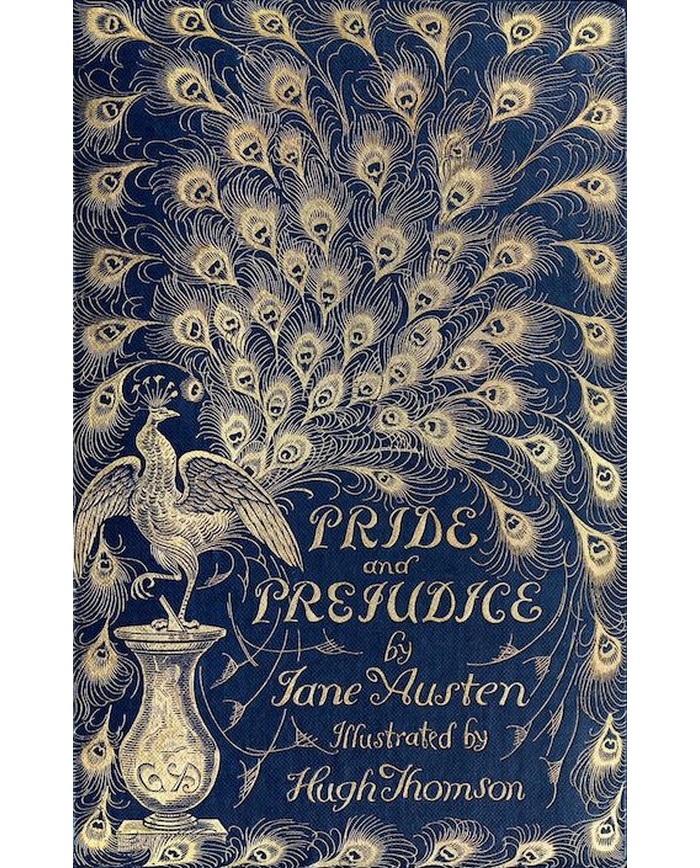 PRIDE
and
PREJUDICE
by
Jane Austen
Illustrated by
Hugh Thomson